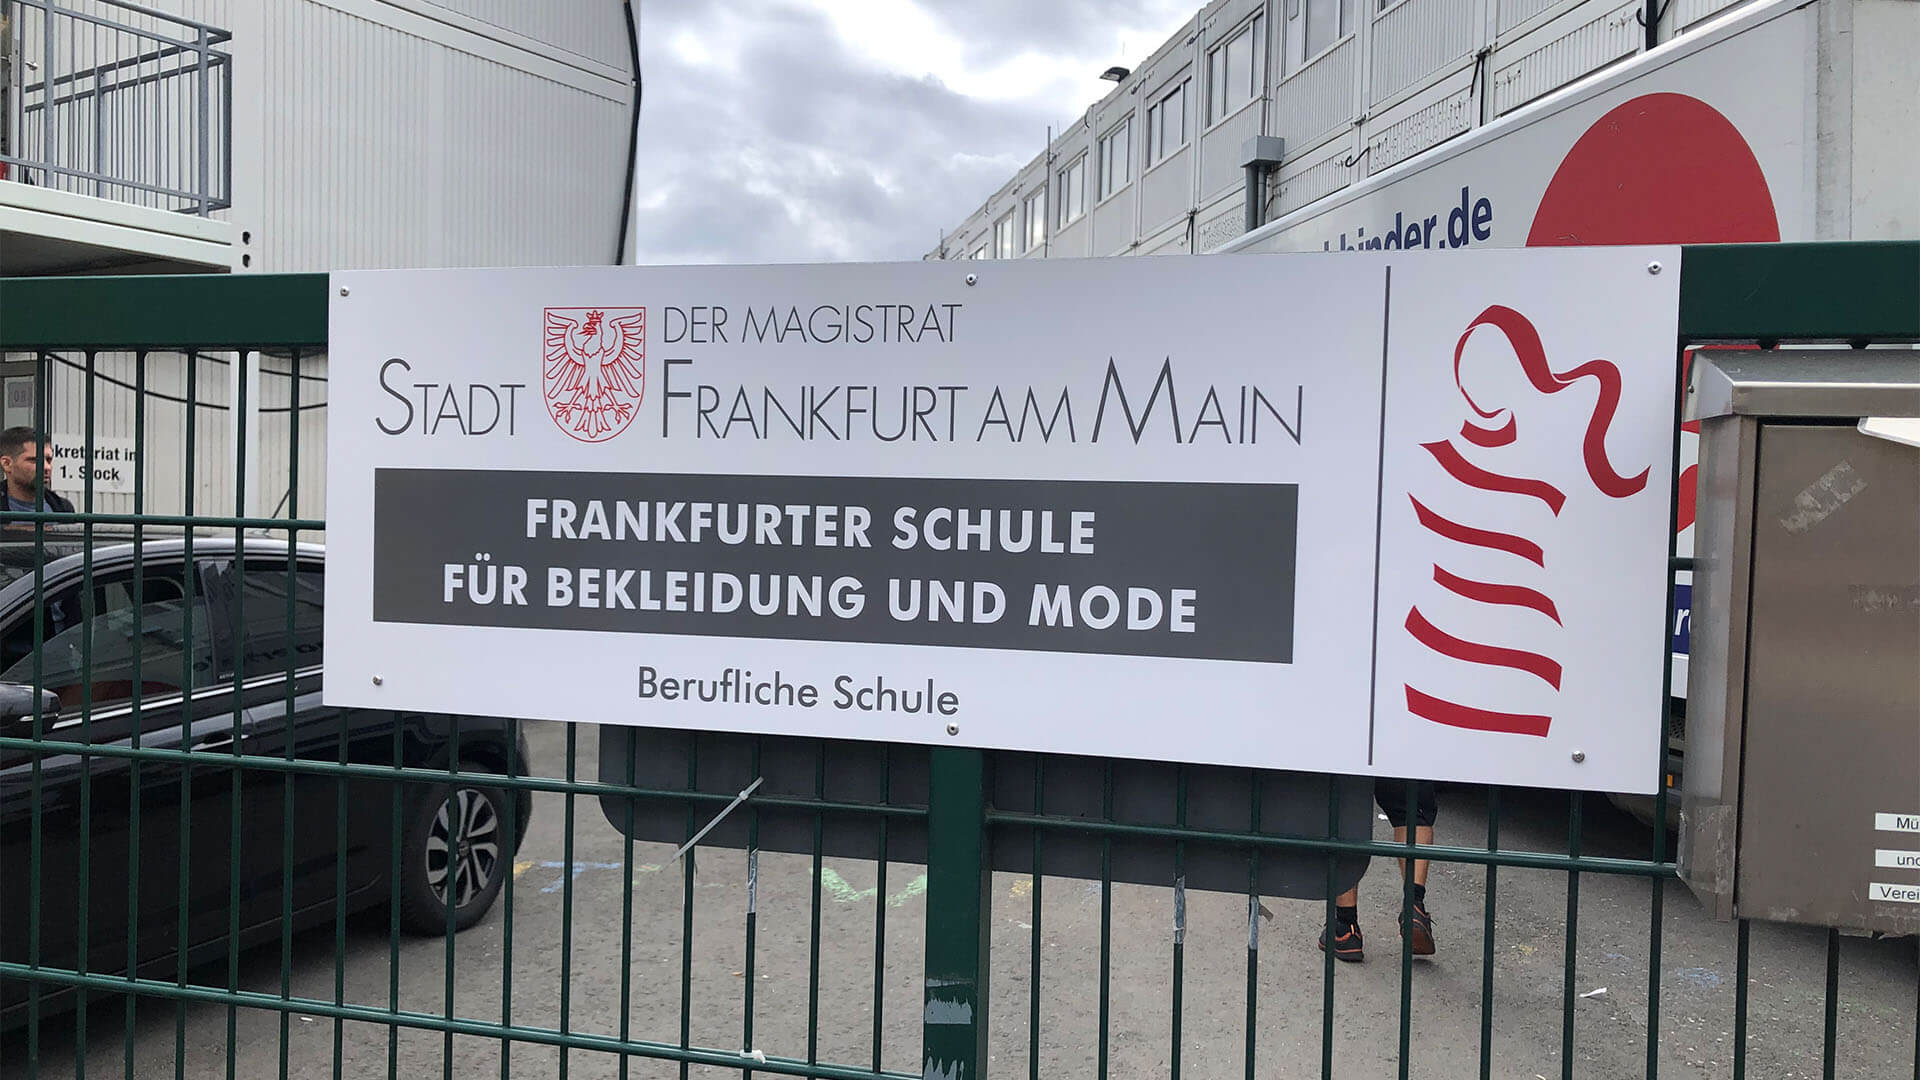 DER MAGISTRAT
STADT FRANKFURT AM MAIN
FRANKFURTER SCHULE
FÜR BEKLEIDUNG UND MODE
Berufliche Schule
1. Stock